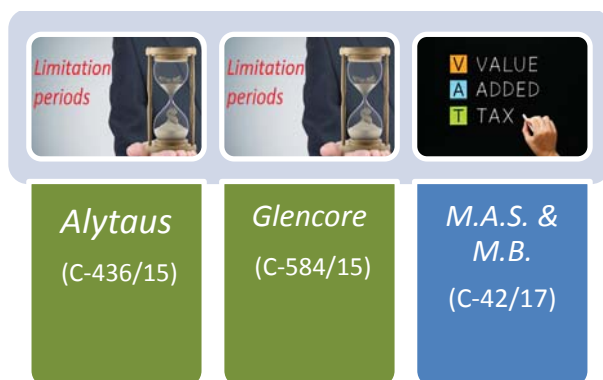 Limitation
periods
Limitation
periods
V VALUE
A ADDED
T TAX
Alytaus
(C-436/15)
Glencore
(C-584/15)
M.A.S. &
M.B.
(C-42/17)